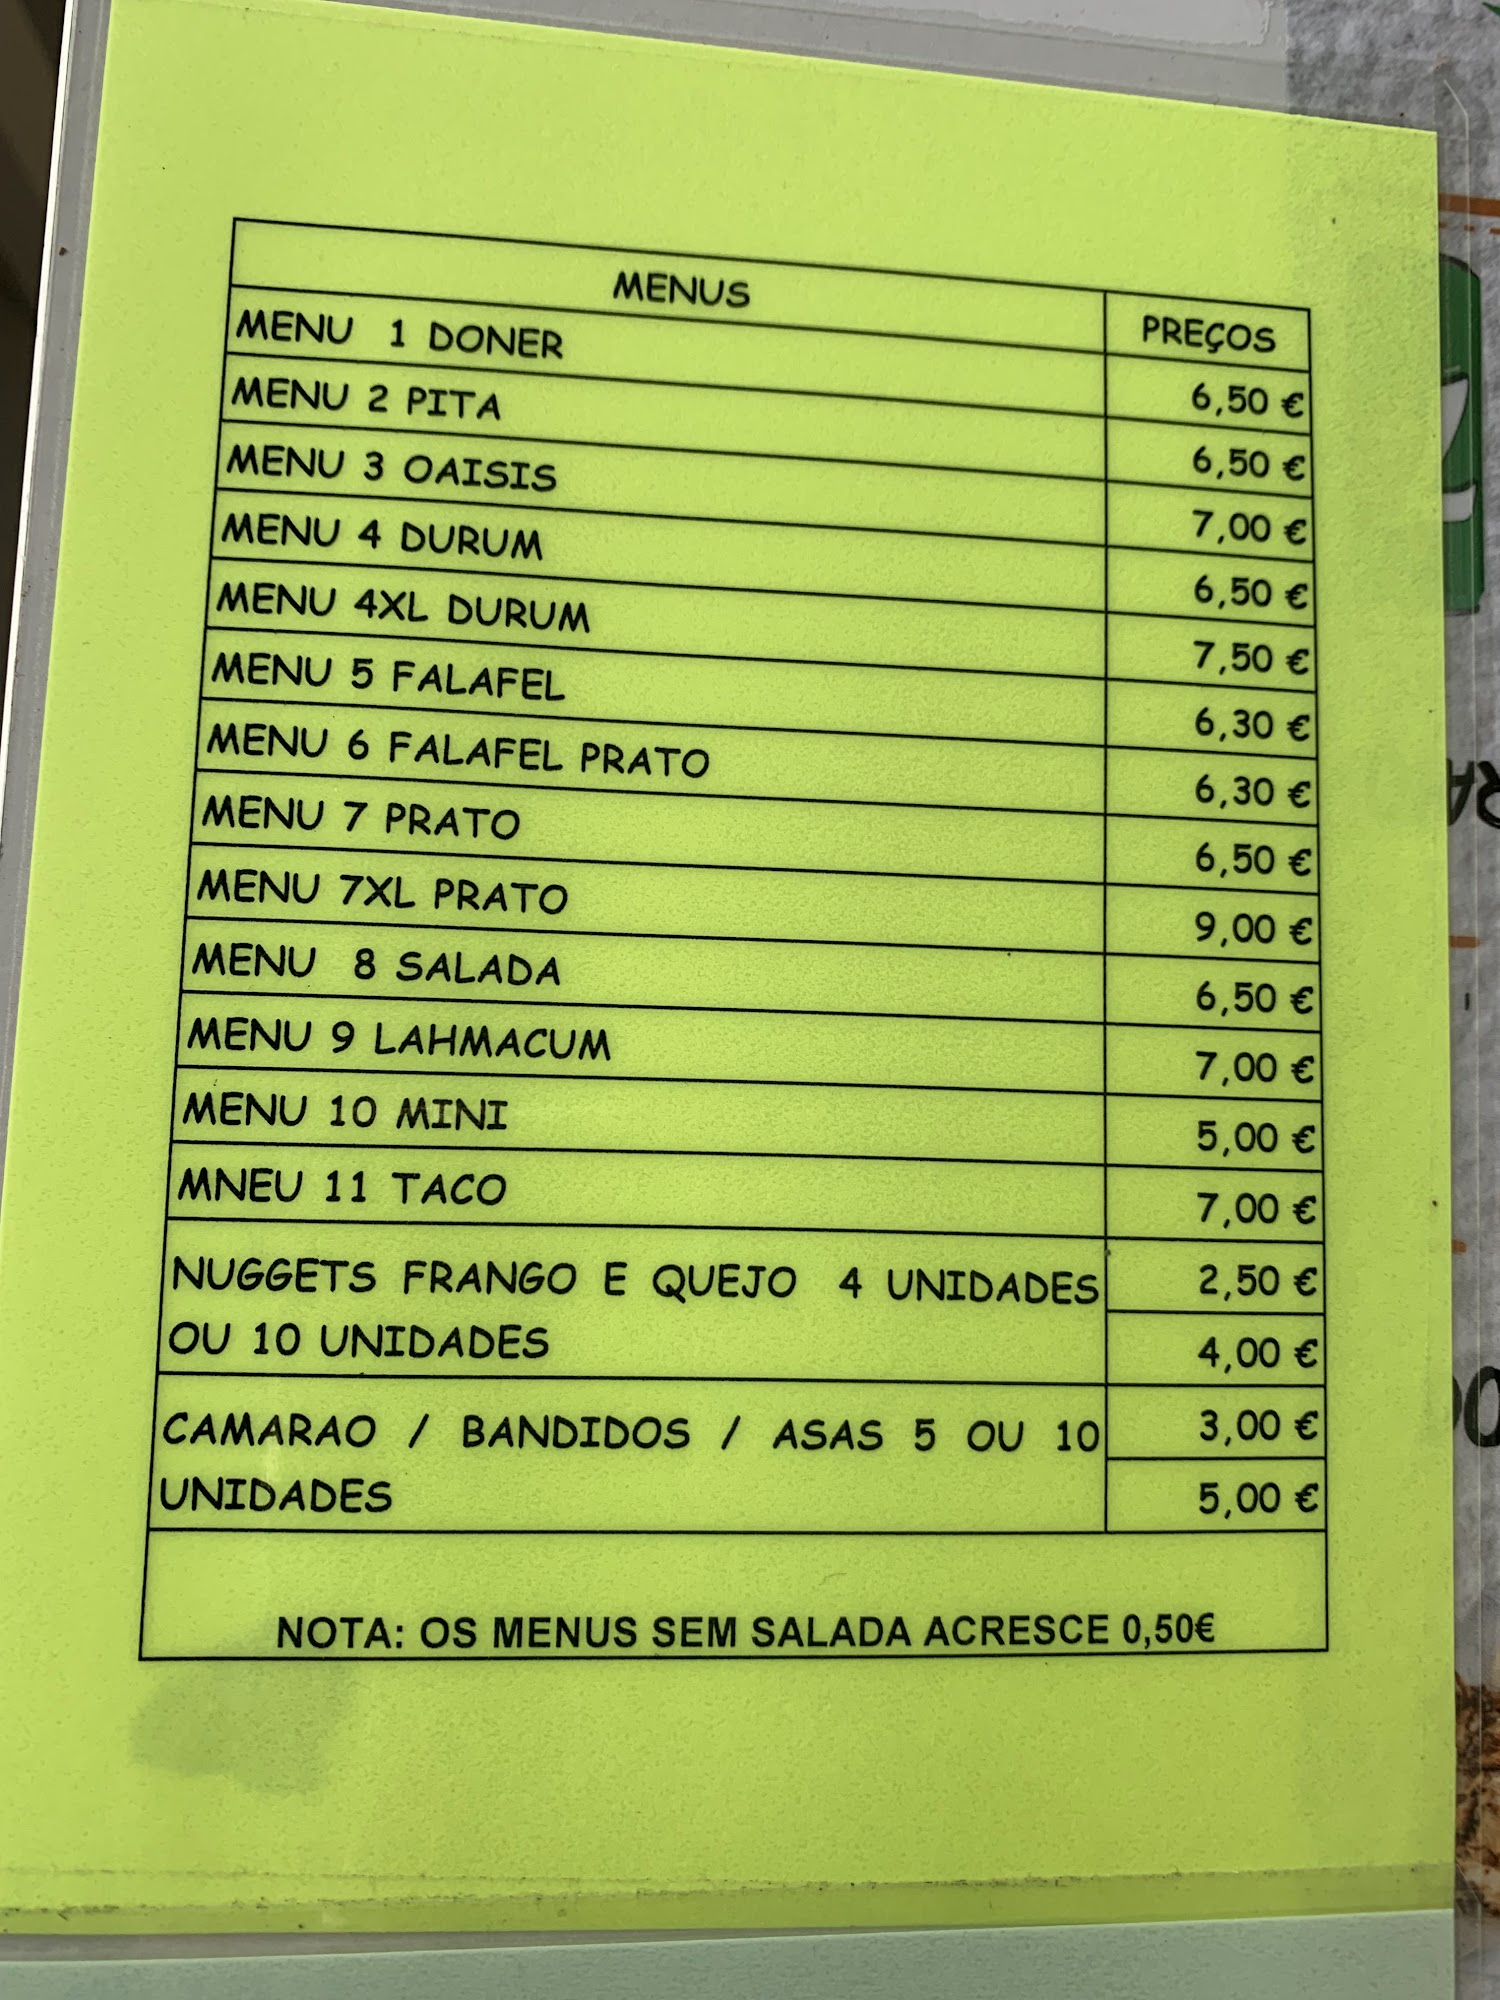 MENUS PREÇOS
MENU 1 DONER 6,50 €
MENU 2 PITA 6,50 €
MENU 3 OAISIS 7,00 €
MENU 4 DURUM 6,50 €
MENU 4XL DURUM 7,50 €
MENU 5 FALAFEL 6,30 €
MENU 6 FALAFEL PRATO 6,30 €
MENU 7 PRATO 6,50 €
MENU 7XL PRATO 9,00 €
MENU 8 SALADA 6,50 €
MENU 9 LAHMACUM 7,00 €
MENU 10 MINI 5,00 €
MNEU 11 TACO 7,00 €
NUGGETS FRANGO E QUEJO 4 UNIDADES 2,50 €
OU 10 UNIDADES 4,00 €
CAMARAO / BANDIDOS / ASAS 5 OU 10 3,00 €
UNIDADES 5,00 €
NOTA: OS MENUS SEM SALADA ACRESCE 0,50€